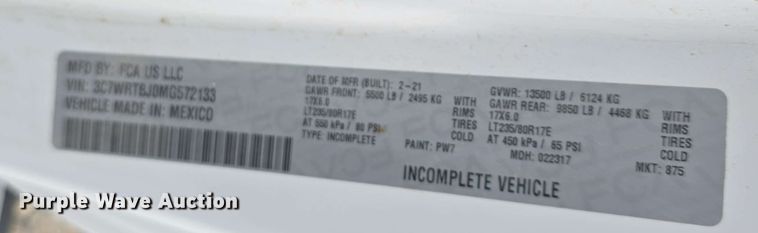 MFD BY: FCA US LLC
VIN: 3C7WRTBJ0MG572133
VEHICLE MADE IN: MEXICO
DATE OF MFR (BUILT): 2-21
GAWR FRONT: 5500 LB / 2495 KG WITH
17X6.0 RIMS
LT235/80R17E TIRES
AT 550 kPa / 80 PSI COLD
TYPE: INCOMPLETE
PAINT: PW7
GVWR: 13500 LB / 6124 KG
GAWR REAR: 9850 LB / 4468 KG WITH
17X6.0 RIMS
LT235/80R17E TIRES
AT 450 kPa / 65 PSI COLD
MDH: 022317
MKT: 875
INCOMPLETE VEHICLE
Purple Wave Auction